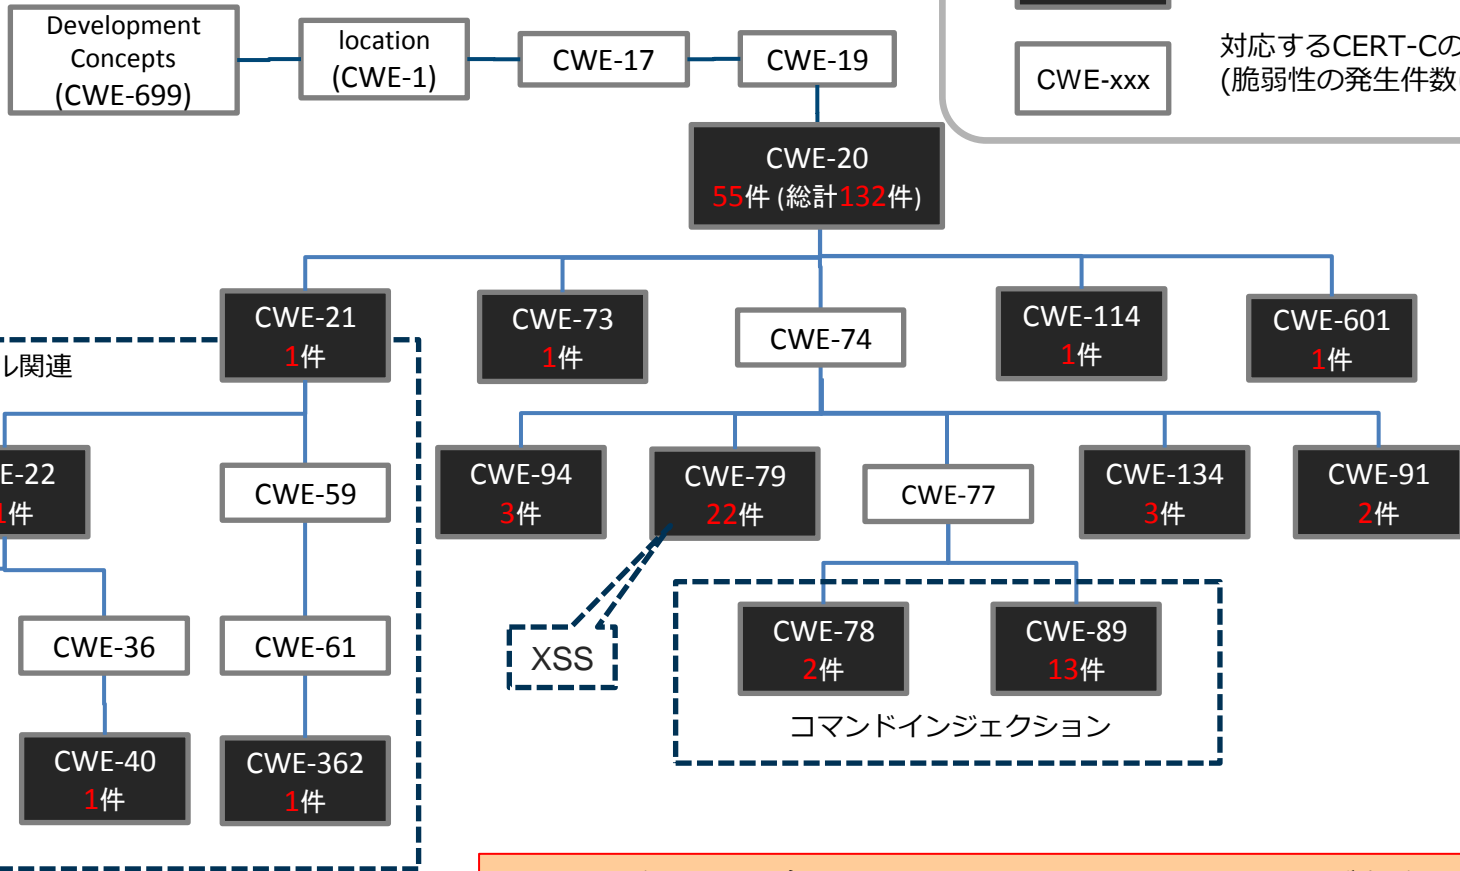 Development
Concepts
(CWE-699)
location
(CWE-1)
CWE-17
CWE-19
CWE-xxx
対応するCERT-Cの
(脆弱性の発生件数
CWE-20
55件 (総計132件)
CWE-21
1件
CWE-73
1件
CWE-74
CWE-114
1件
CWE-601
1件
ル関連
E-22
1件
CWE-59
CWE-94
3件
CWE-79
22件
CWE-77
CWE-134
3件
CWE-91
2件
CWE-36
CWE-61
XSS
CWE-78
2件
CWE-89
13件
コマンドインジェクション
CWE-40
1件
CWE-362
1件